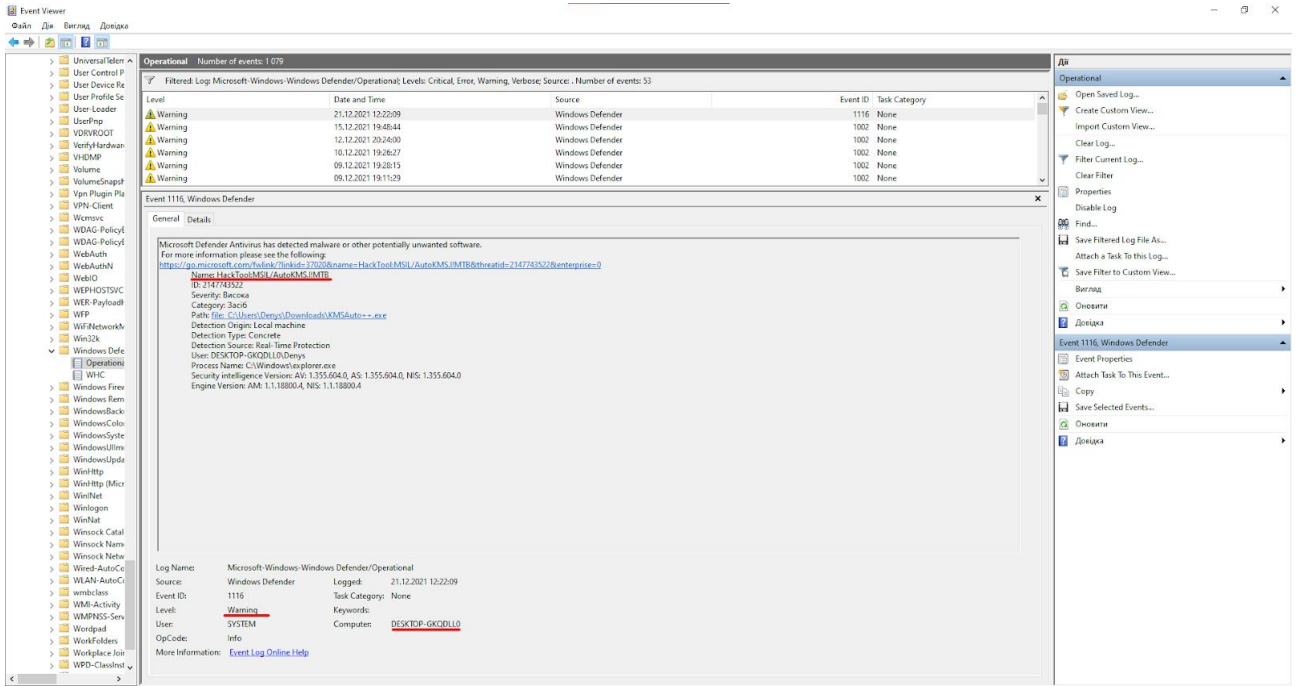 Event Viewer
Файл Дія Вигляд Довідка
UniversalTelem
User Control P
User Device Re
User Profile Se
User-Loader
UserPnp
VDRVROOT
VerifyHardwar
VHDMP
Volume
VolumeSnapsh
Vpn Plugin Pla
VPN-Client
Wcmsvc
WDAG-PolicyE
WDAG-PolicyE
WebAuth
WebAuthN
WebIO
WEPHOSTSVC
WER-PayloadH
WFP
WiFiNetworkM
Win32k
Windows Defe
Operationa
WHC
Windows Firew
Windows Rem
WindowsBack
WindowsColo
WindowsSyste
WindowsUIImm
WindowsUpda
WinHttp
WinHttp (Micr
WinINet
Winlogon
WinNat
Winsock Catal
Winsock Nam
Winsock Netw
Wired-AutoCo
WLAN-AutoCo
wmbclass
WMI-Activity
WMPNSS-Serv
Wordpad
WorkFolders
Workplace Join
WPD-ClassInst
Operational Number of events: 1 079
Filtered: Log: Microsoft-Windows-Windows Defender/Operational; Levels: Critical, Error, Warning, Verbose; Source: . Number of events: 53
Level Date and Time Source Event ID Task Category
Warning 21.12.2021 12:22:09 Windows Defender 1116 None
Warning 15.12.2021 19:48:44 Windows Defender 1002 None
Warning 12.12.2021 20:24:00 Windows Defender 1002 None
Warning 10.12.2021 19:26:27 Windows Defender 1002 None
Warning 09.12.2021 19:28:15 Windows Defender 1002 None
Warning 09.12.2021 19:11:29 Windows Defender 1002 None
Event 1116, Windows Defender
General Details
Microsoft Defender Antivirus has detected malware or other potentially unwanted software.
For more information please see the following:
https://go.microsoft.com/fwlink/?linkid=37020&name=HackTool:MSIL/AutoKMS.I!MTB&threatid=2147743522&enterprise=0
Name: HackTool:MSIL/AutoKMS.I!MTB
ID: 2147743522
Severity: Висока
Category: Засіб
Path: file:_C:\Users\Denys\Downloads\KMSAuto++.exe
Detection Origin: Local machine
Detection Type: Concrete
Detection Source: Real-Time Protection
User: DESKTOP-GKQDLL0\Denys
Process Name: C:\Windows\explorer.exe
Security intelligence Version: AV: 1.355.604.0, AS: 1.355.604.0, NIS: 1.355.604.0
Engine Version: AM: 1.1.18800.4, NIS: 1.1.18800.4
Log Name: Microsoft-Windows-Windows Defender/Operational
Source: Windows Defender Logged: 21.12.2021 12:22:09
Event ID: 1116 Task Category: None
Level: Warning Keywords:
User: SYSTEM Computer: DESKTOP-GKQDLL0
OpCode: Info
More Information: Event Log Online Help
Дії
Operational
Open Saved Log...
Create Custom View...
Import Custom View...
Clear Log...
Filter Current Log...
Clear Filter
Properties
Disable Log
Find...
Save Filtered Log File As...
Attach a Task To this Log...
Save Filter to Custom View...
Вигляд
Оновити
Довідка
Event 1116, Windows Defender
Event Properties
Attach Task To This Event...
Copy
Save Selected Events...
Оновити
Довідка